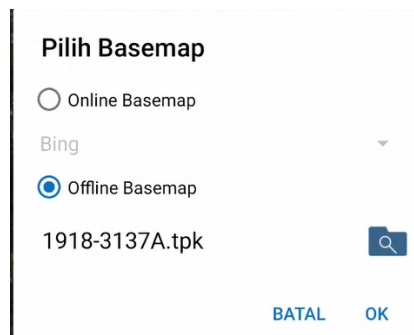 Pilih Basemap
Online Basemap
Bing
Offline Basemap
1918-3137A.tpk
BATAL OK